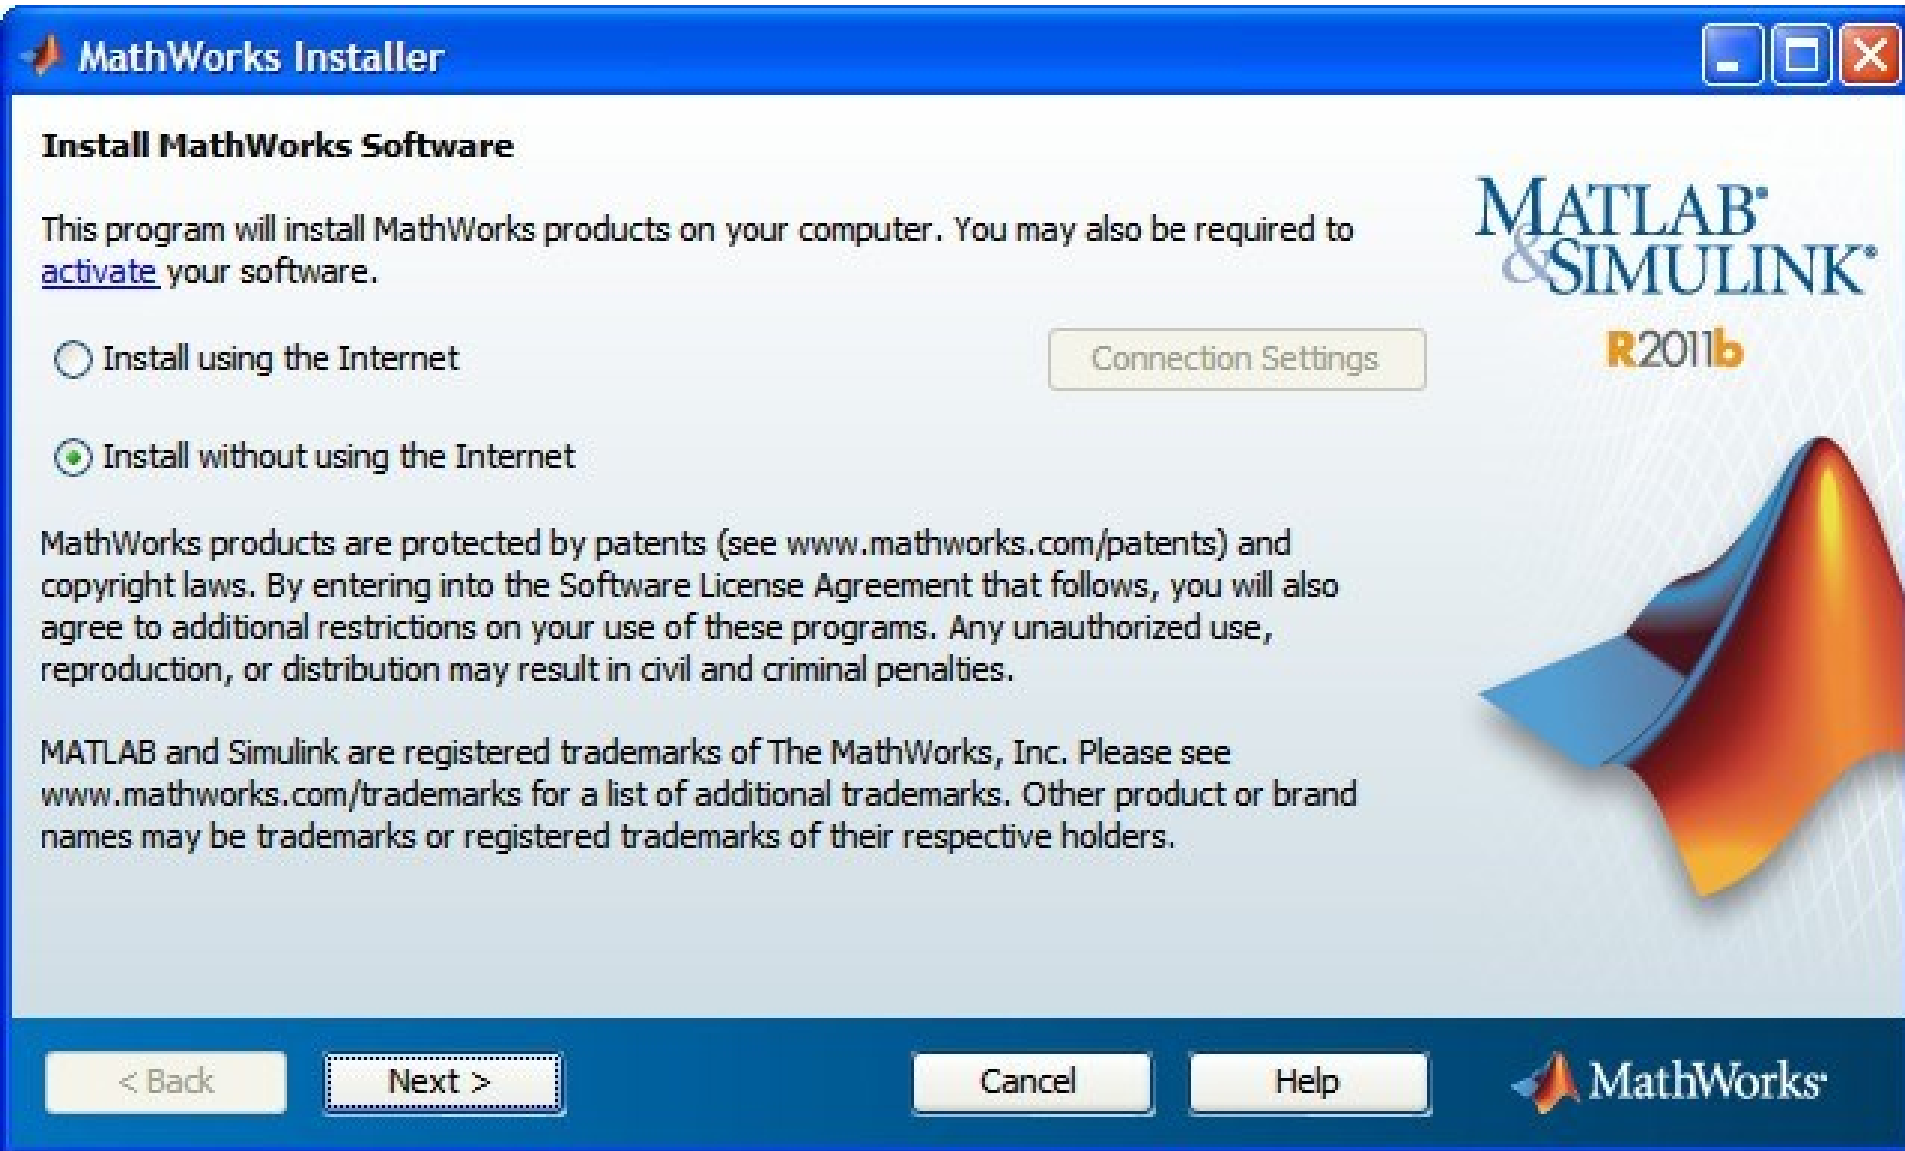 MathWorks Installer
Install MathWorks Software
This program will install MathWorks products on your computer. You may also be required to
activate your software.
Install using the Internet
Connection Settings
Install without using the Internet
MathWorks products are protected by patents (see www.mathworks.com/patents) and
copyright laws. By entering into the Software License Agreement that follows, you will also
agree to additional restrictions on your use of these programs. Any unauthorized use,
reproduction, or distribution may result in civil and criminal penalties.
MATLAB and Simulink are registered trademarks of The MathWorks, Inc. Please see
www.mathworks.com/trademarks for a list of additional trademarks. Other product or brand
names may be trademarks or registered trademarks of their respective holders.
MATLAB®
&SIMULINK®
R2011b
< Back
Next >
Cancel
Help
MathWorks®